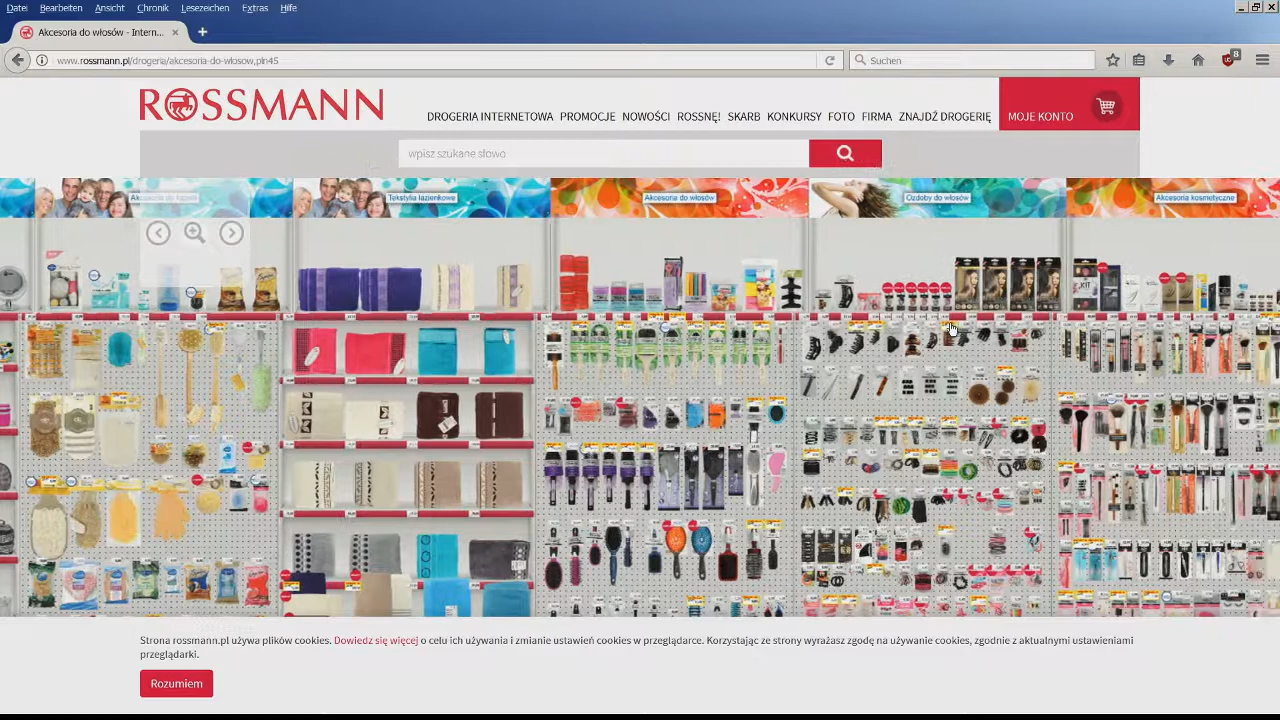 Datei Bearbeiten Ansicht Chronik Lesezeichen Extras Hilfe
Akcesoria do włosów - Intern...
www.rossmann.pl/drogeria/akcesoria-do-wlosow,pln45
Suchen
8
ROSSMANN
DROGERIA INTERNETOWA PROMOCJE NOWOŚCI ROSSNĘ! SKARB KONKURSY FOTO FIRMA ZNAJDŹ DROGERIĘ MOJE KONTO
wpisz szukane słowo
Akcesoria do kąpieli Tekstylia łazienkowe Akcesoria do włosów Ozdoby do włosów Akcesoria kosmetyczne
Strona rossmann.pl używa plików cookies. Dowiedz się więcej o celu ich używania i zmianie ustawień cookies w przeglądarce. Korzystając ze strony wyrażasz zgodę na używanie cookies, zgodnie z aktualnymi ustawieniami
przeglądarki.
Rozumiem